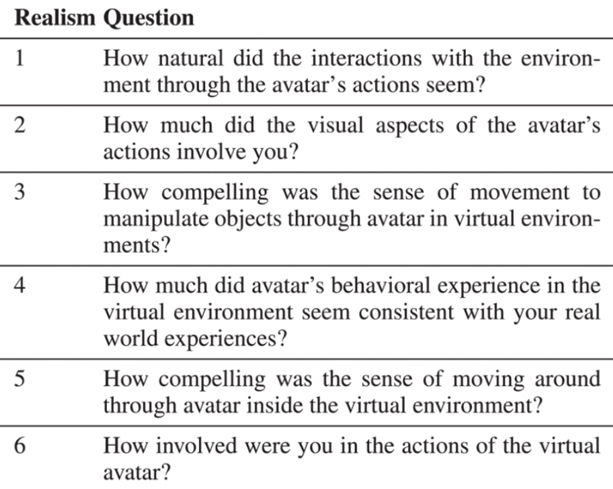 Realism Question
1 How natural did the interactions with the environ-
ment through the avatar's actions seem?
2 How much did the visual aspects of the avatar's
actions involve you?
3 How compelling was the sense of movement to
manipulate objects through avatar in virtual environ-
ments?
4 How much did avatar's behavioral experience in the
virtual environment seem consistent with your real
world experiences?
5 How compelling was the sense of moving around
through avatar inside the virtual environment?
6 How involved were you in the actions of the virtual
avatar?